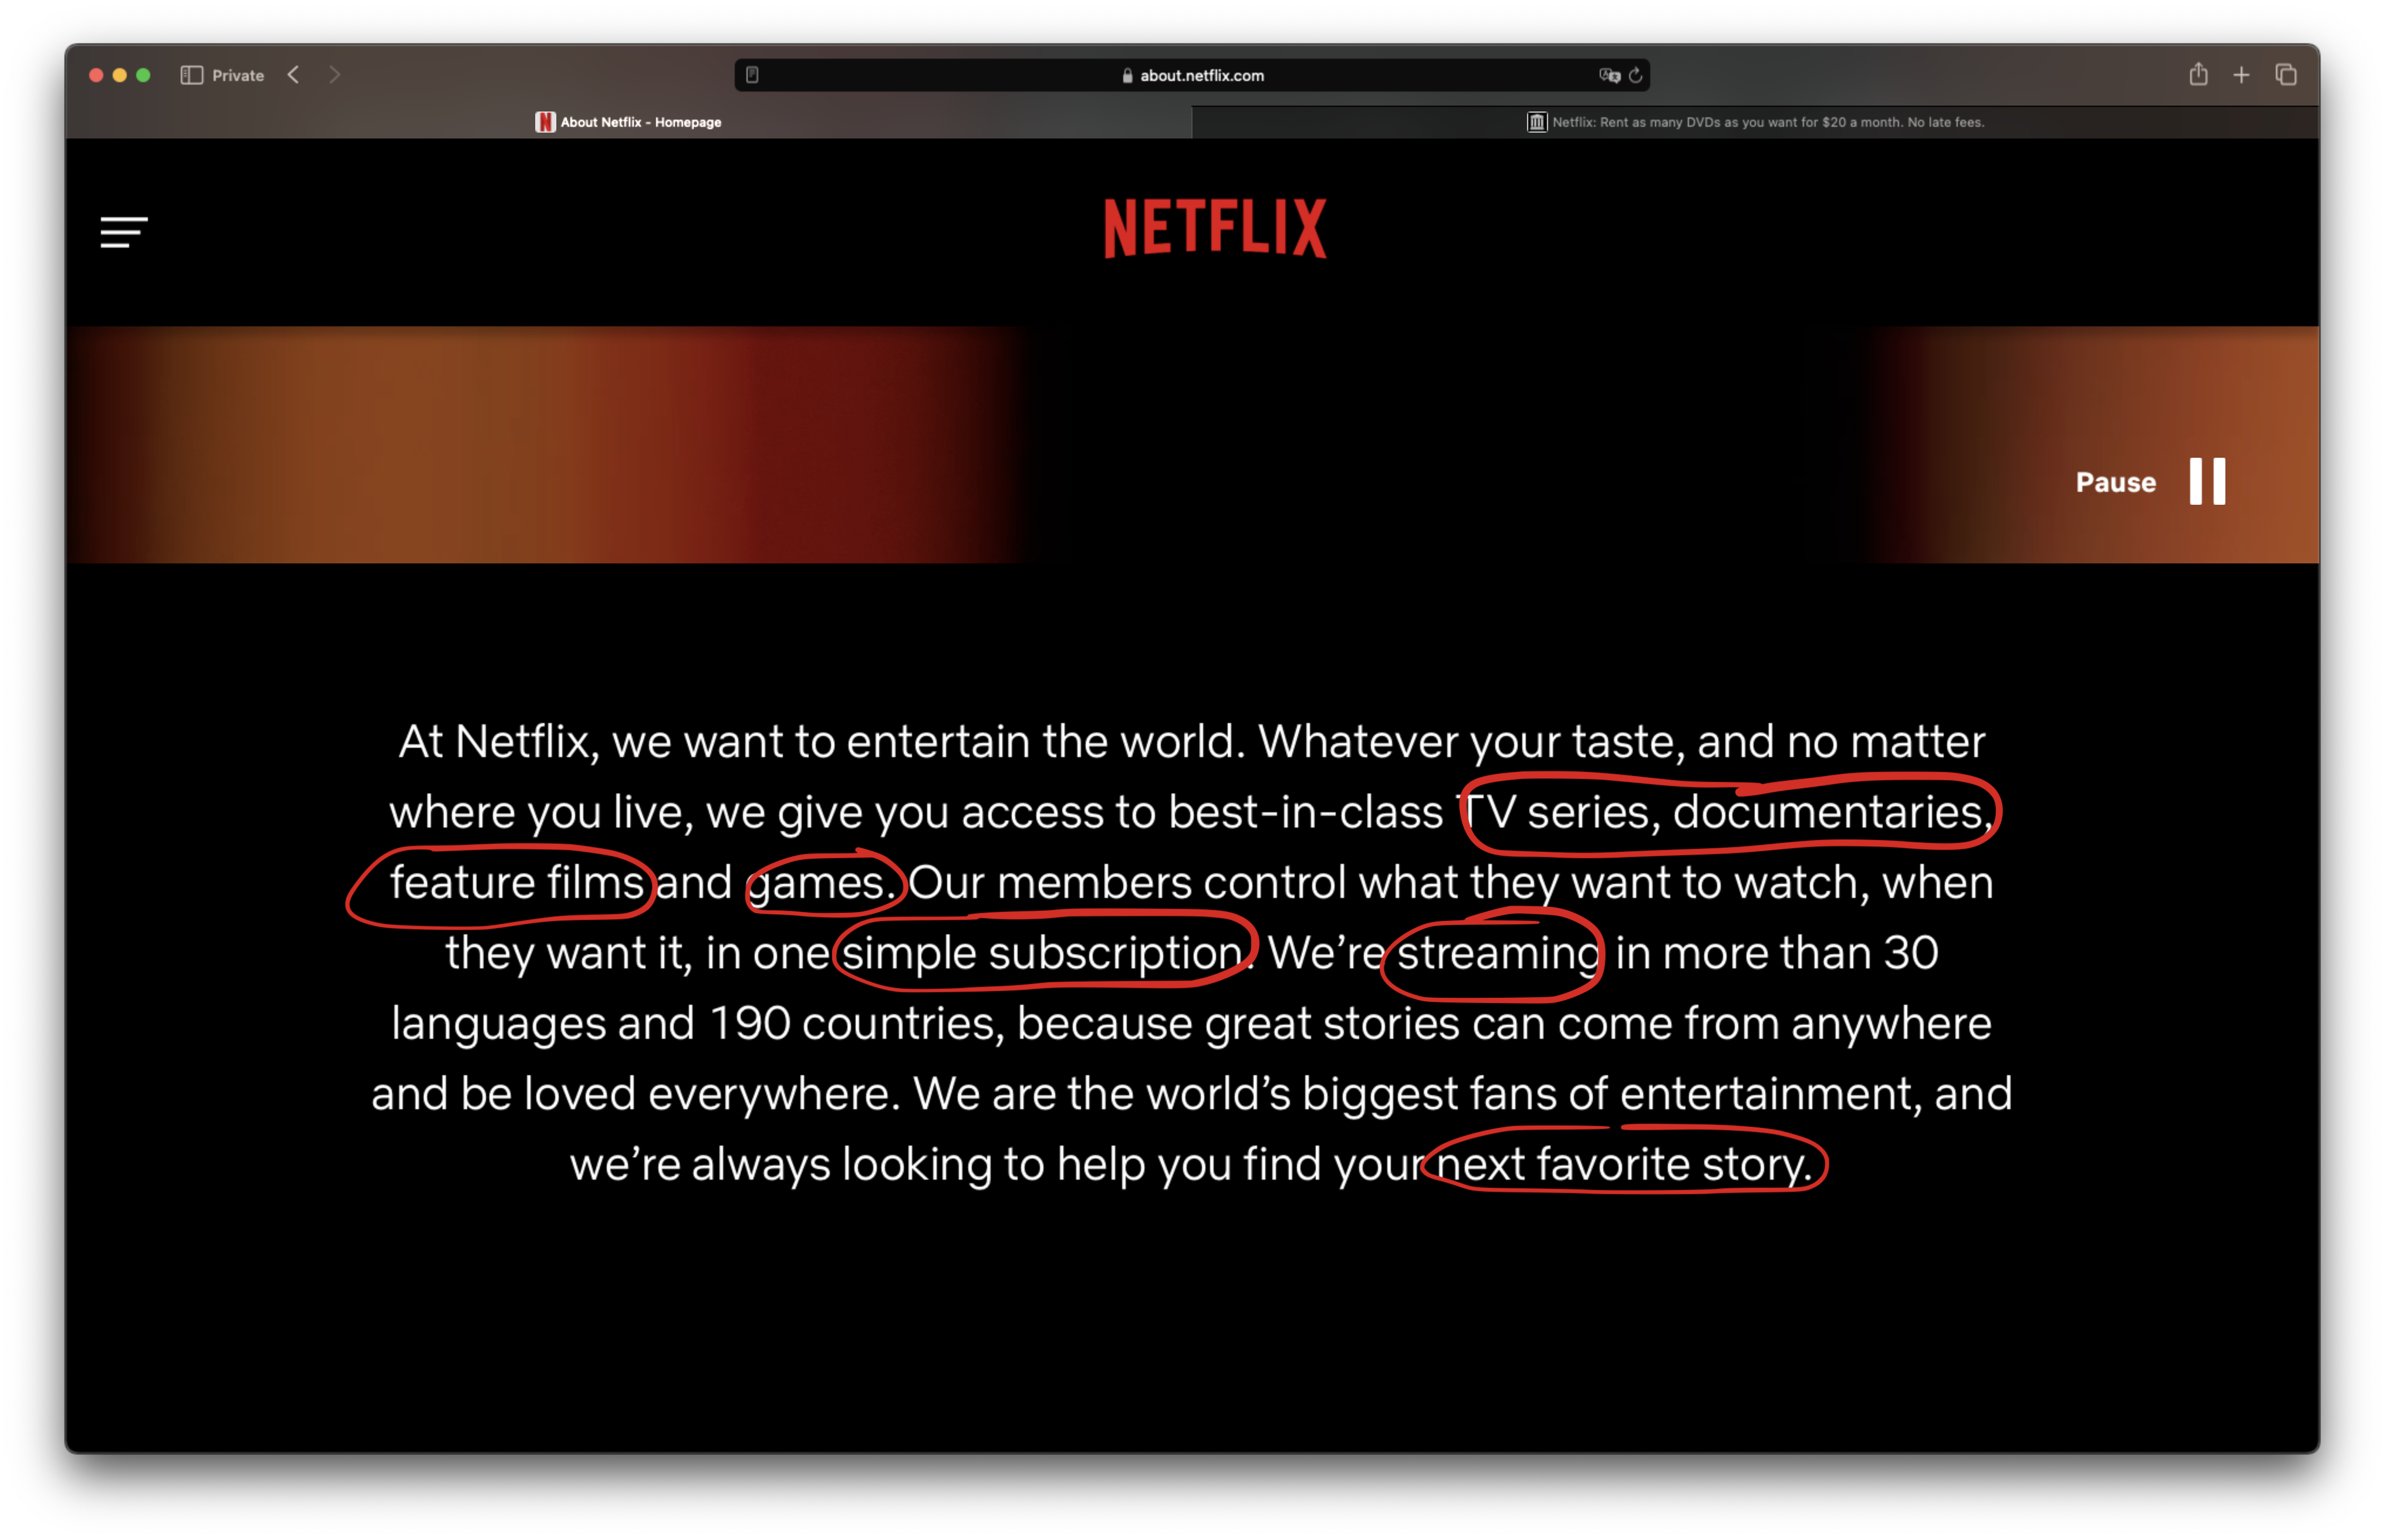 Private
about.netflix.com
About Netflix - Homepage
Netflix: Rent as many DVDs as you want for $20 a month. No late fees.
NETFLIX
Pause
At Netflix, we want to entertain the world. Whatever your taste, and no matter
where you live, we give you access to best-in-class TV series, documentaries,
feature films and games. Our members control what they want to watch, when
they want it, in one simple subscription. We’re streaming in more than 30
languages and 190 countries, because great stories can come from anywhere
and be loved everywhere. We are the world’s biggest fans of entertainment, and
we’re always looking to help you find your next favorite story.